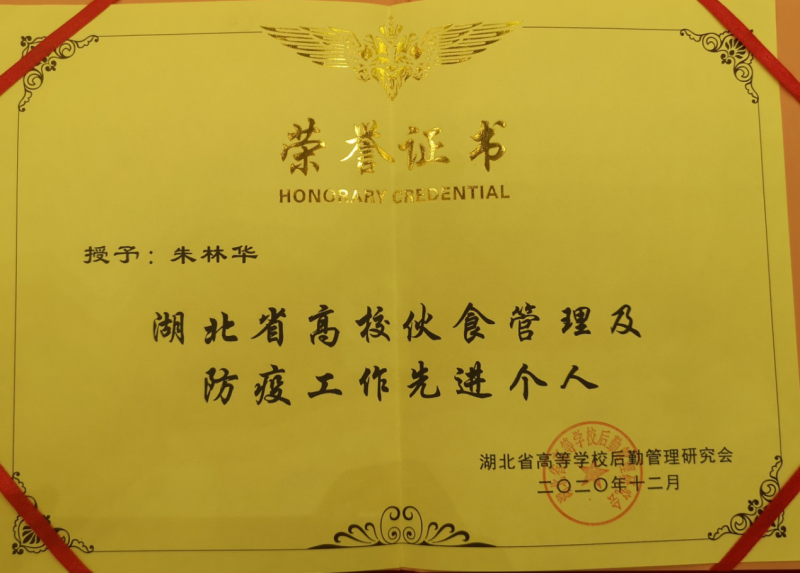 荣誉证书
HONORARY CREDENTIAL
授予：朱林华
湖北省高校伙食管理及
防疫工作先进个人
湖北省高等学校后勤管理研究会
二〇二〇年十二月